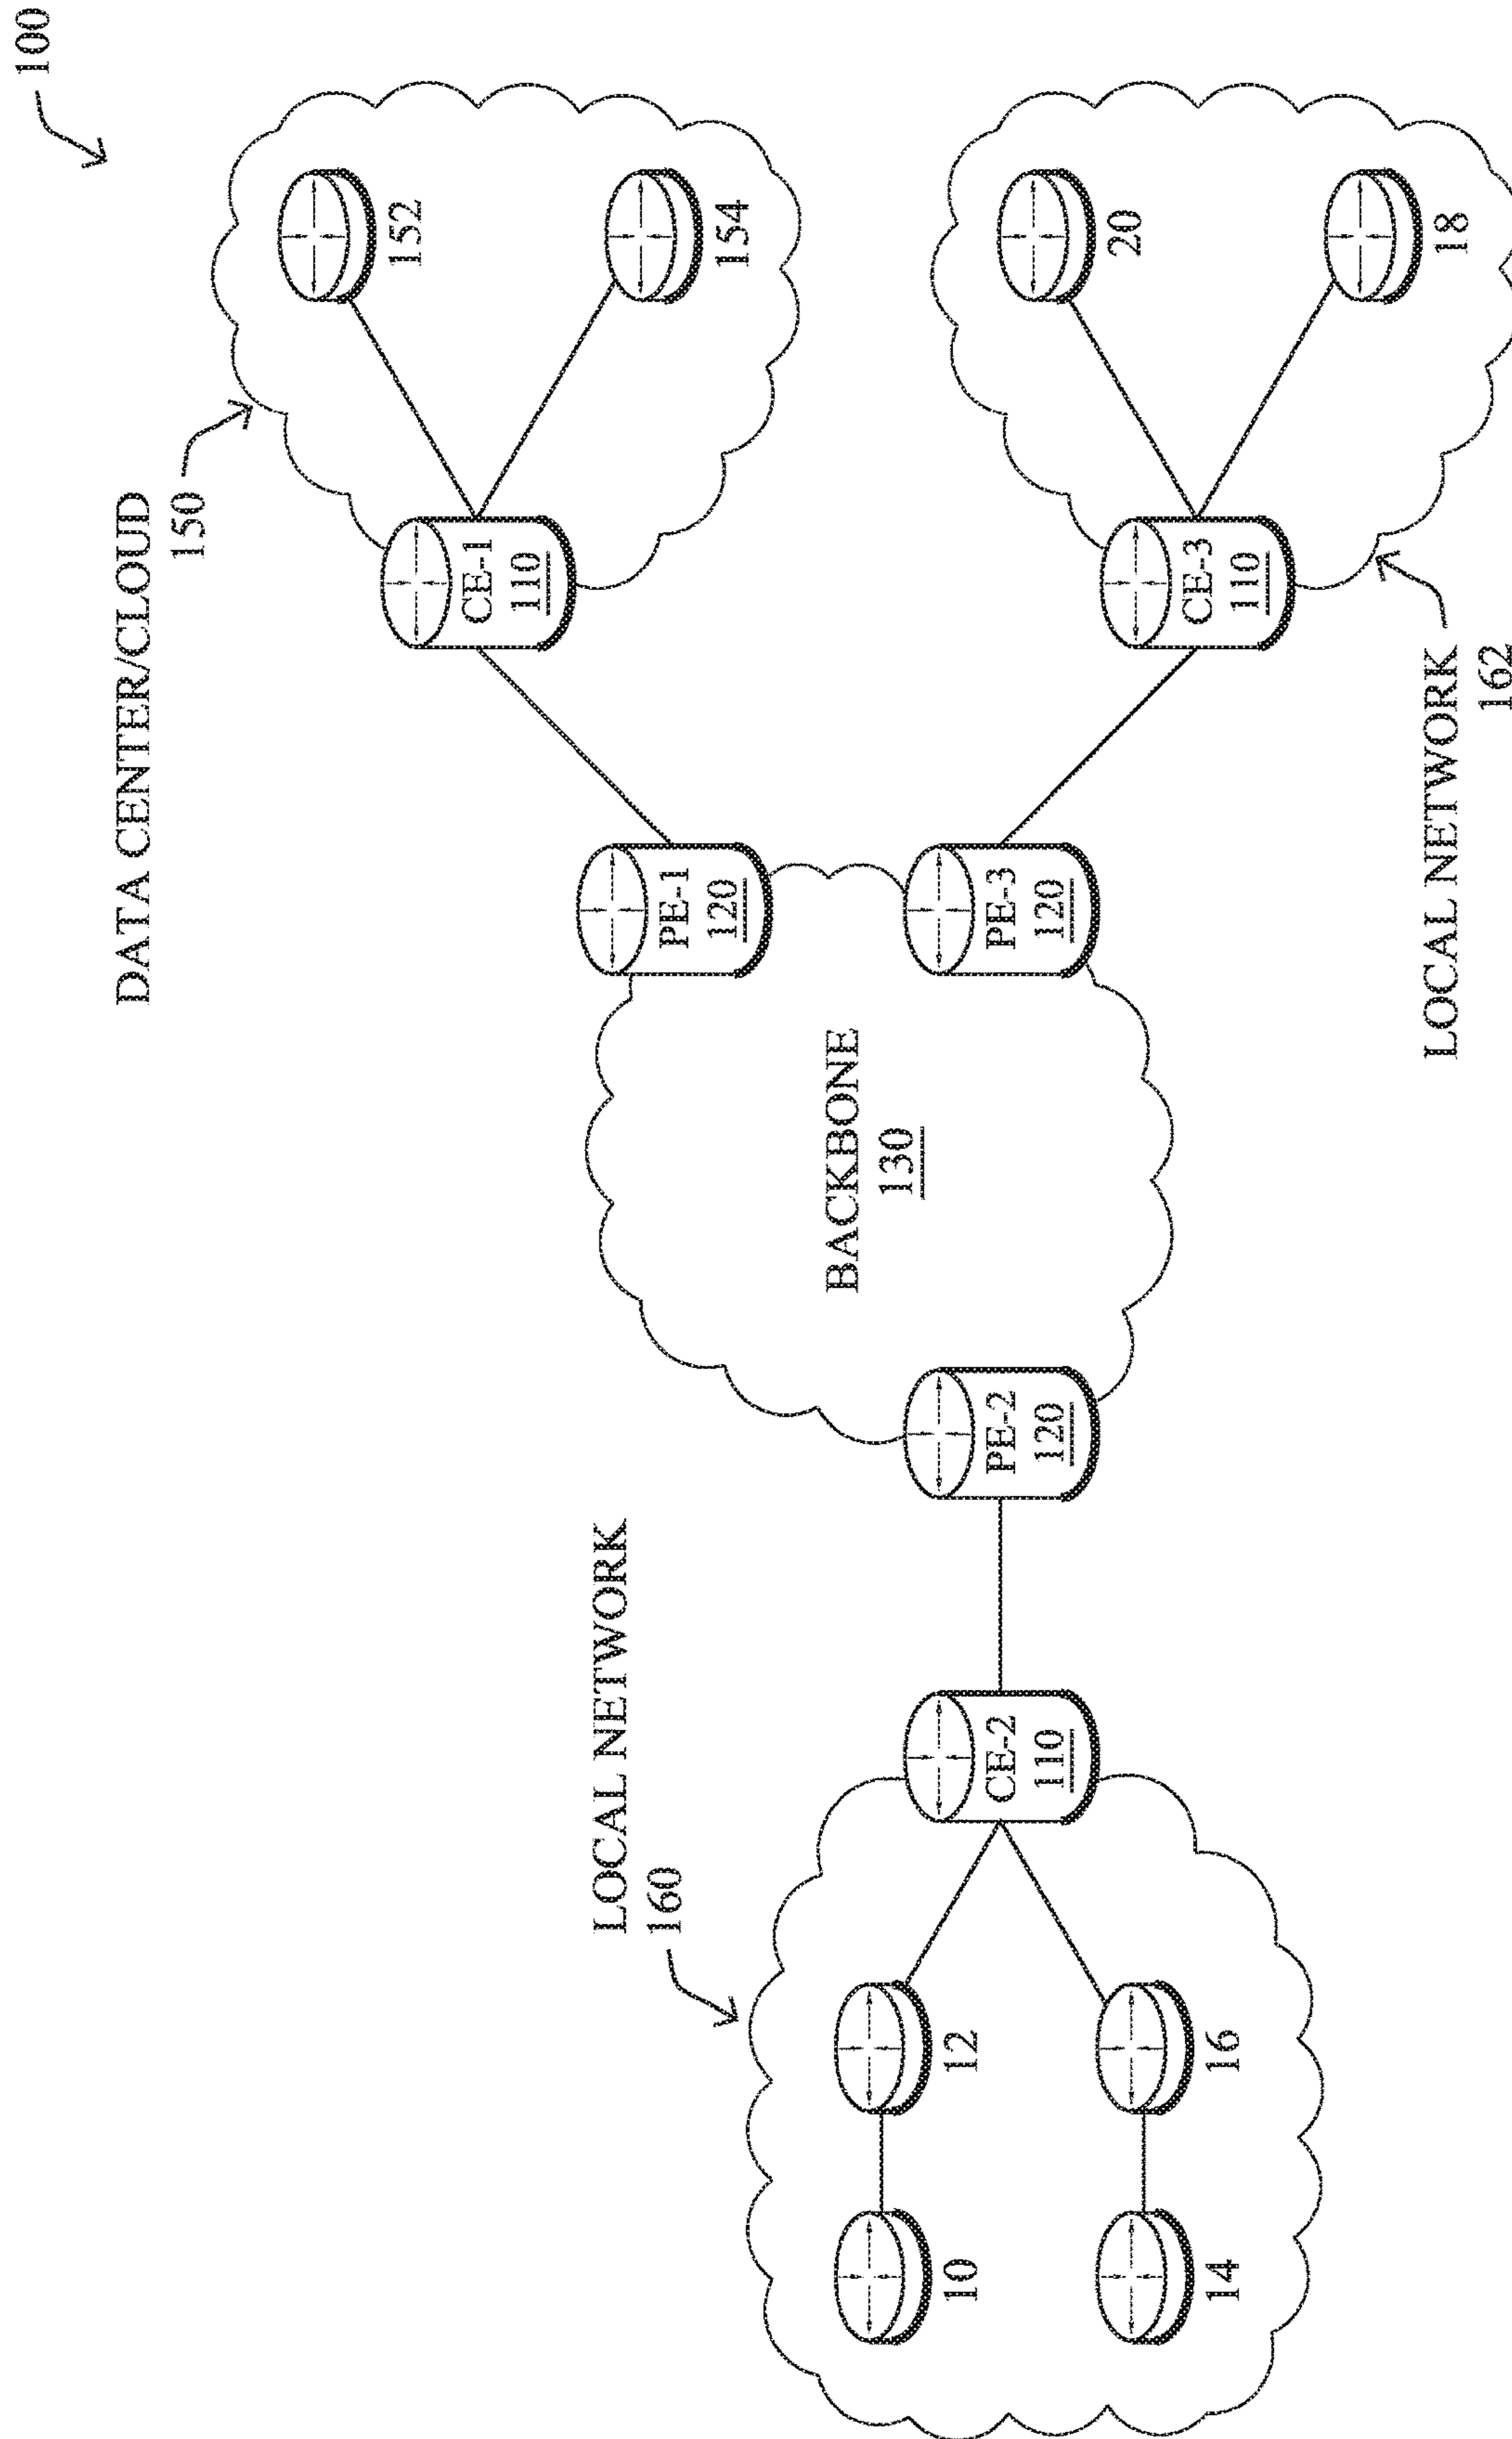 100
DATA CENTER/CLOUD
150
152
CE-1
110
154
PE-1
120
LOCAL NETWORK
160
BACKBONE
130
10
12
CE-2
110
PE-2
120
PE-3
120
CE-3
110
20
14
16
LOCAL NETWORK
162
18